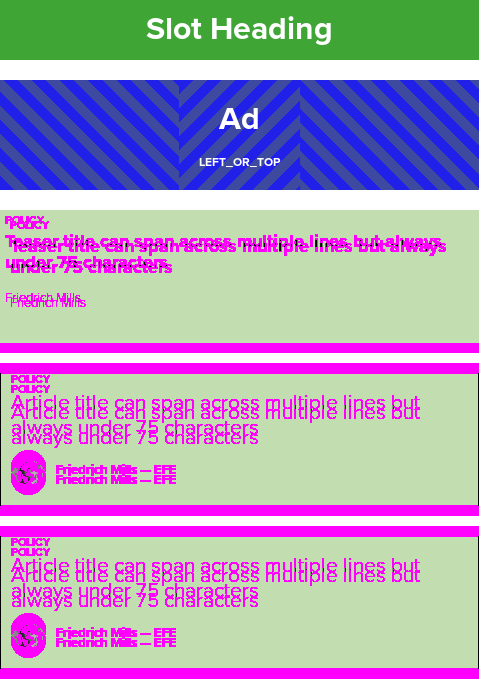 Slot Heading
Ad
LEFT_OR_TOP
POLICY
POLICY
Teaser title can span across multiple lines but always
Teaser title can span across multiple lines but always
under 75 characters
under 75 characters
Friedrich Mills
Friedrich Mills
POLICY
POLICY
Article title can span across multiple lines but
Article title can span across multiple lines but
always under 75 characters
always under 75 characters
Friedrich Mills — EFE
Friedrich Mills — EFE
POLICY
POLICY
Article title can span across multiple lines but
Article title can span across multiple lines but
always under 75 characters
always under 75 characters
Friedrich Mills — EFE
Friedrich Mills — EFE